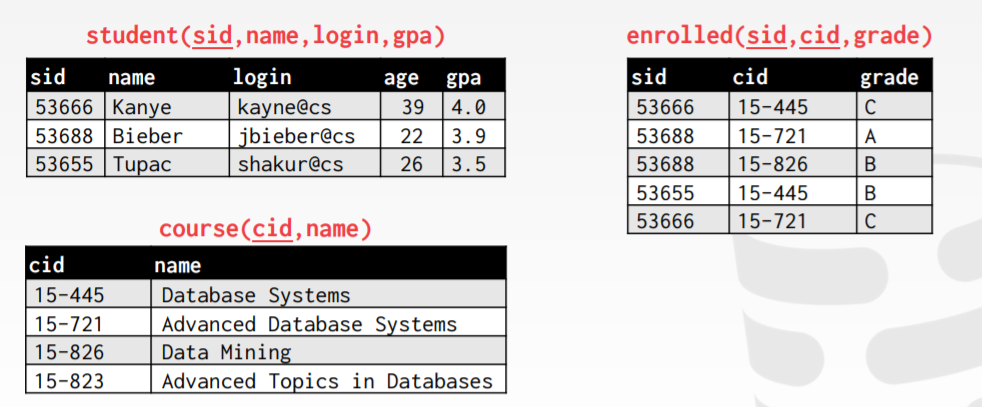 student(sid,name,login,gpa)
sid name login age gpa
53666 Kanye kayne@cs 39 4.0
53688 Bieber jbieber@cs 22 3.9
53655 Tupac shakur@cs 26 3.5
course(cid,name)
cid name
15-445 Database Systems
15-721 Advanced Database Systems
15-826 Data Mining
15-823 Advanced Topics in Databases
enrolled(sid,cid,grade)
sid cid grade
53666 15-445 C
53688 15-721 A
53688 15-826 B
53655 15-445 B
53666 15-721 C